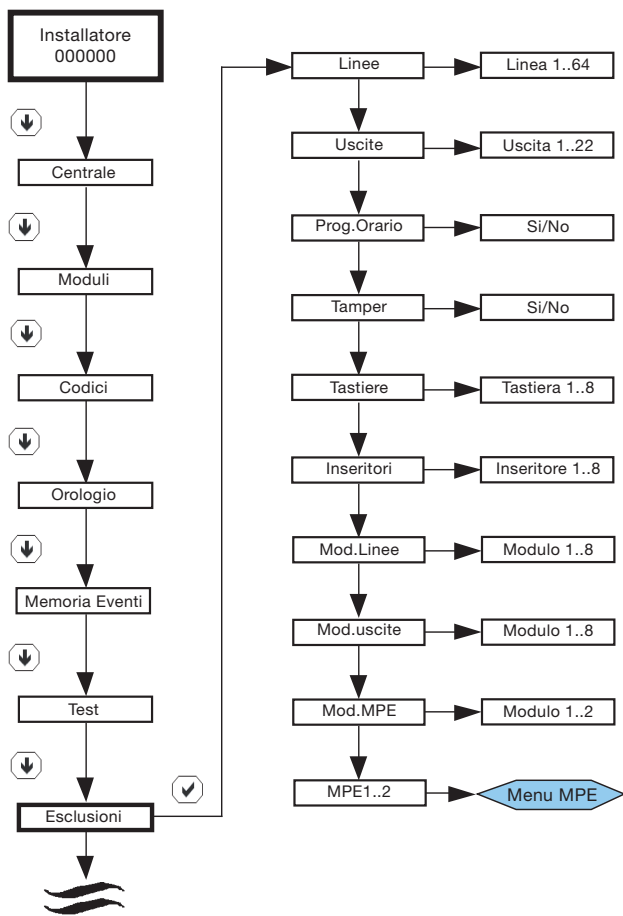 Installatore
000000
Centrale
Moduli
Codici
Orologio
Memoria Eventi
Test
Esclusioni
Linee
Linea 1..64
Uscite
Uscita 1..22
Prog.Orario
Si/No
Tamper
Si/No
Tastiere
Tastiera 1..8
Inseritori
Inseritore 1..8
Mod.Linee
Modulo 1..8
Mod.uscite
Modulo 1..8
Mod.MPE
Modulo 1..2
MPE1..2
Menu MPE